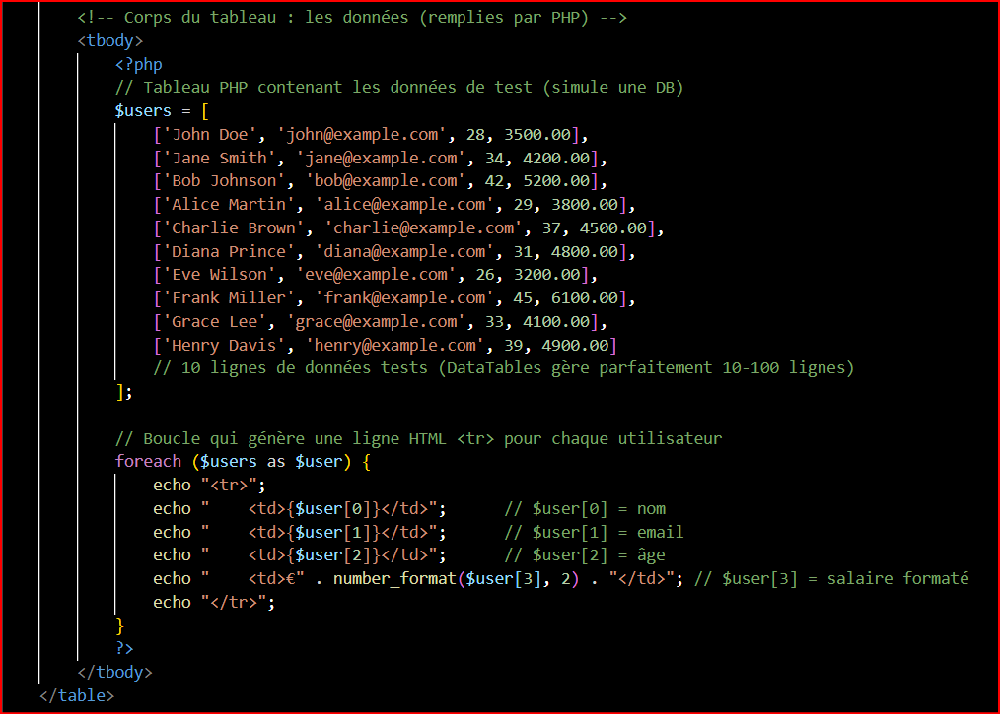 <!-- Corps du tableau : les données (remplies par PHP) -->
<tbody>
<?php
// Tableau PHP contenant les données de test (simule une DB)
$users = [
['John Doe', 'john@example.com', 28, 3500.00],
['Jane Smith', 'jane@example.com', 34, 4200.00],
['Bob Johnson', 'bob@example.com', 42, 5200.00],
['Alice Martin', 'alice@example.com', 29, 3800.00],
['Charlie Brown', 'charlie@example.com', 37, 4500.00],
['Diana Prince', 'diana@example.com', 31, 4800.00],
['Eve Wilson', 'eve@example.com', 26, 3200.00],
['Frank Miller', 'frank@example.com', 45, 6100.00],
['Grace Lee', 'grace@example.com', 33, 4100.00],
['Henry Davis', 'henry@example.com', 39, 4900.00]
// 10 lignes de données tests (DataTables gère parfaitement 10-100 lignes)
];
// Boucle qui génère une ligne HTML <tr> pour chaque utilisateur
foreach ($users as $user) {
echo "<tr>";
echo "    <td>{$user[0]}</td>";      // $user[0] = nom
echo "    <td>{$user[1]}</td>";      // $user[1] = email
echo "    <td>{$user[2]}</td>";      // $user[2] = âge
echo "    <td>€" . number_format($user[3], 2) . "</td>"; // $user[3] = salaire formaté
echo "</tr>";
}
?>
</tbody>
</table>